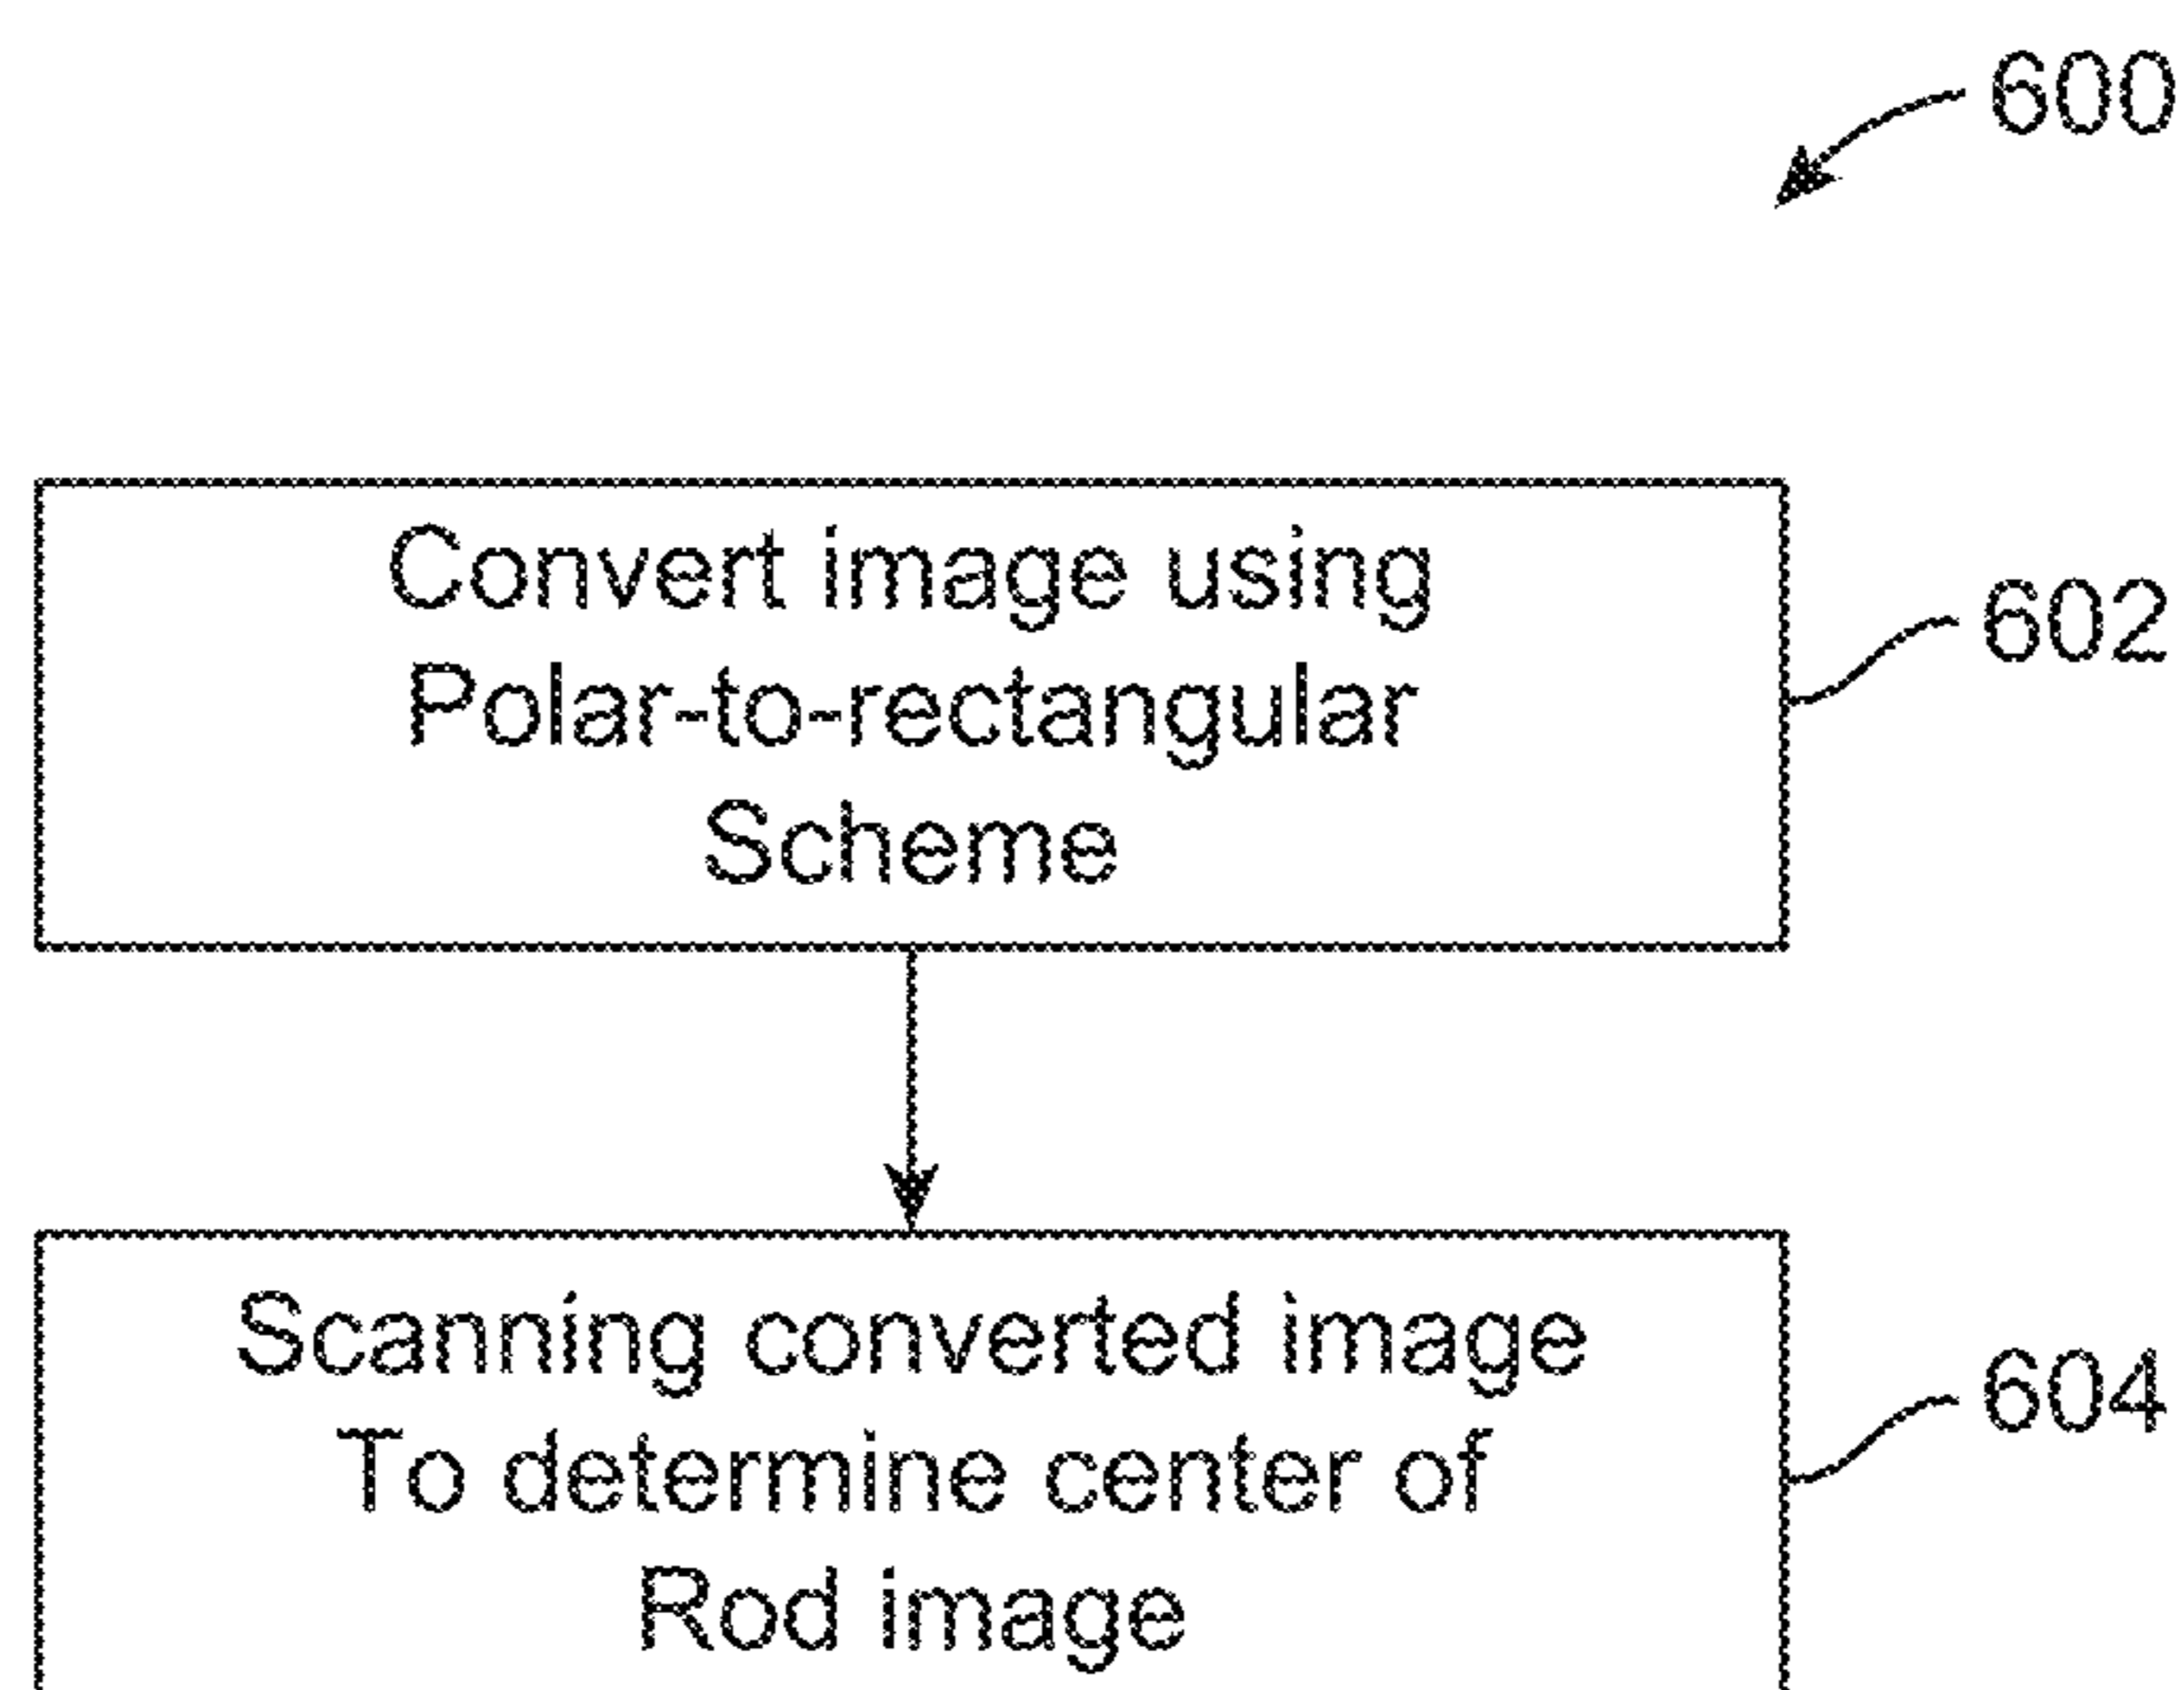 600
Convert image using
Polar-to-rectangular
Scheme
602
Scanning converted image
To determine center of
Rod image
604